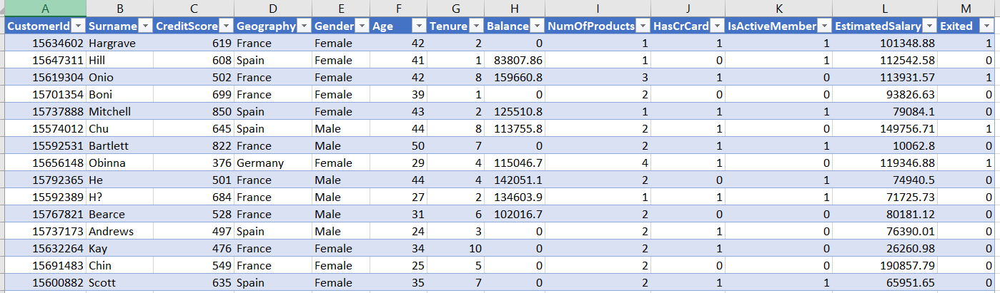 A B C D E F G H I J K L M
CustomerId Surname CreditScore Geography Gender Age Tenure Balance NumOfProducts HasCrCard IsActiveMember EstimatedSalary Exited
15634602 Hargrave 619 France Female 42 2 0 1 1 1 101348.88 1
15647311 Hill 608 Spain Female 41 1 83807.86 1 0 1 112542.58 0
15619304 Onio 502 France Female 42 8 159660.8 3 1 0 113931.57 1
15701354 Boni 699 France Female 39 1 0 2 0 0 93826.63 0
15737888 Mitchell 850 Spain Female 43 2 125510.8 1 1 1 79084.1 0
15574012 Chu 645 Spain Male 44 8 113755.8 2 1 0 149756.71 1
15592531 Bartlett 822 France Male 50 7 0 2 1 1 10062.8 0
15656148 Obinna 376 Germany Female 29 4 115046.7 4 1 0 119346.88 1
15792365 He 501 France Male 44 4 142051.1 2 0 1 74940.5 0
15592389 H? 684 France Male 27 2 134603.9 1 1 1 71725.73 0
15767821 Bearce 528 France Male 31 6 102016.7 2 0 0 80181.12 0
15737173 Andrews 497 Spain Male 24 3 0 2 1 0 76390.01 0
15632264 Kay 476 France Female 34 10 0 2 1 0 26260.98 0
15691483 Chin 549 France Female 25 5 0 2 0 0 190857.79 0
15600882 Scott 635 Spain Female 35 7 0 2 1 1 65951.65 0